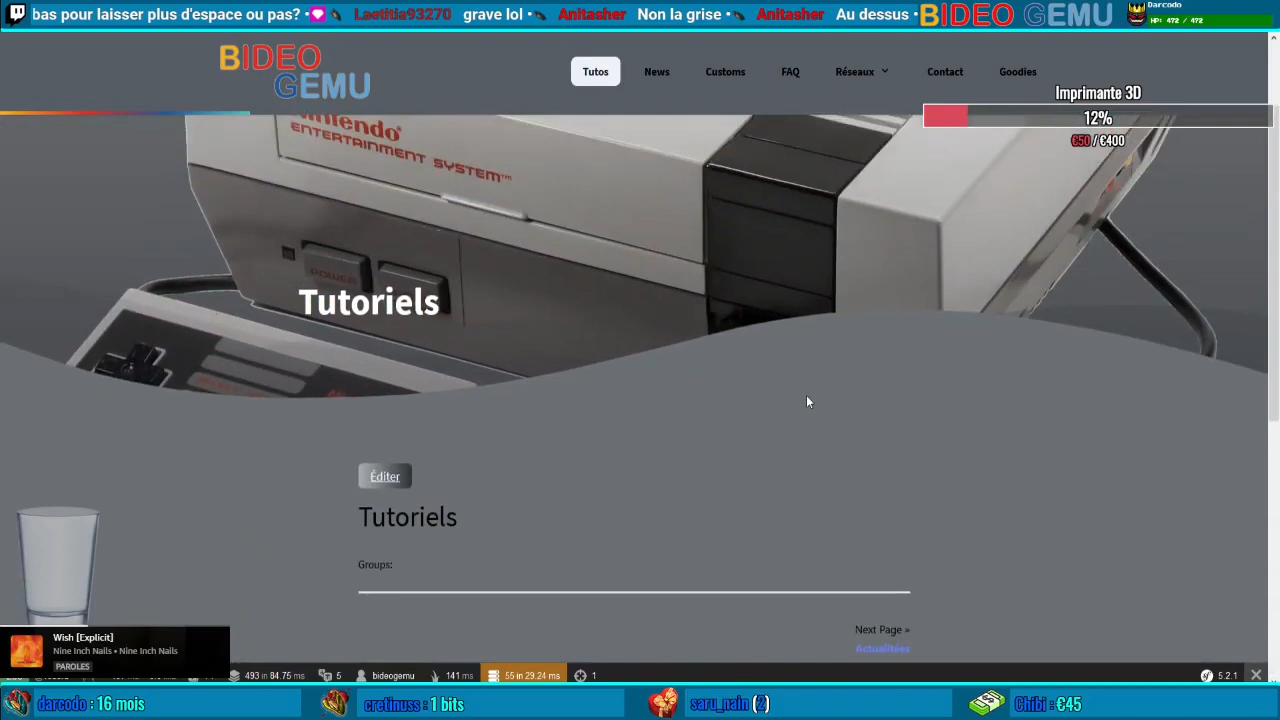 bas pour laisser plus d'espace ou pas? • Laetitia93270 grave lol • Anitasher Non la grise • Anitasher Au dessus •
BIDEO GEMU
Darcodo
HP: 472 / 472
BIDEO
GEMU
Tutos News Customs FAQ Réseaux Contact Goodies
Imprimante 3D
12%
€50 / €400
Nintendo
ENTERTAINMENT SYSTEM™
POWER
Tutoriels
Éditer
Tutoriels
Groups:
Next Page »
Actualitées
Wish [Explicit]
Nine Inch Nails • Nine Inch Nails
PAROLES
493 in 84.75 ms 5 bideogemu 141 ms 55 in 29.24 ms 1 5.2.1
darcodo : 16 mois cretinuss : 1 bits saru_nain (2) Chibi : €45